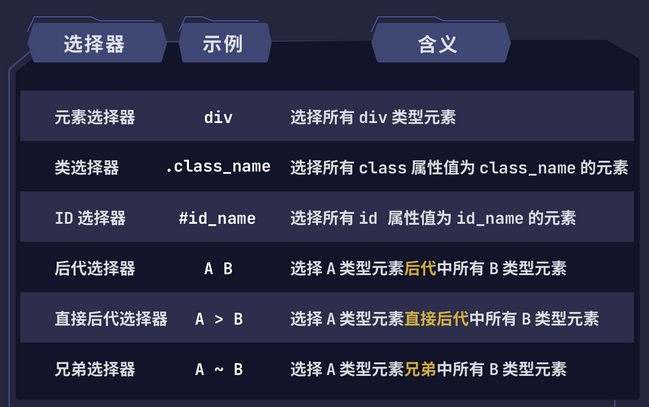 选择器 示例 含义
元素选择器 div 选择所有 div 类型元素
类选择器 .class_name 选择所有 class 属性值为 class_name 的元素
ID 选择器 #id_name 选择所有 id 属性值为 id_name 的元素
后代选择器 A B 选择 A 类型元素后代中所有 B 类型元素
直接后代选择器 A > B 选择 A 类型元素直接后代中所有 B 类型元素
兄弟选择器 A ~ B 选择 A 类型元素兄弟中所有 B 类型元素